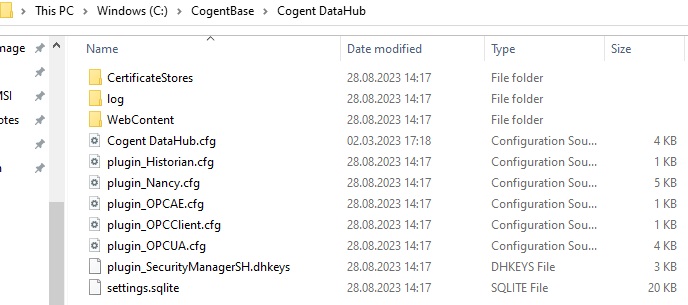 This PC > Windows (C:) > CogentBase > Cogent DataHub
Name Date modified Type Size
image
CertificateStores 28.08.2023 14:17 File folder
MSI
log 28.08.2023 14:17 File folder
otes
WebContent 28.08.2023 14:17 File folder
Cogent DataHub.cfg 02.03.2023 17:18 Configuration Sou... 4 KB
plugin_Historian.cfg 28.08.2023 14:17 Configuration Sou... 1 KB
plugin_Nancy.cfg 28.08.2023 14:17 Configuration Sou... 5 KB
plugin_OPCAE.cfg 28.08.2023 14:17 Configuration Sou... 1 KB
plugin_OPCClient.cfg 28.08.2023 14:17 Configuration Sou... 1 KB
plugin_OPCUA.cfg 28.08.2023 14:17 Configuration Sou... 4 KB
plugin_SecurityManagerSH.dhkeys 28.08.2023 14:17 DHKEYS File 3 KB
settings.sqlite 28.08.2023 14:17 SQLITE File 20 KB